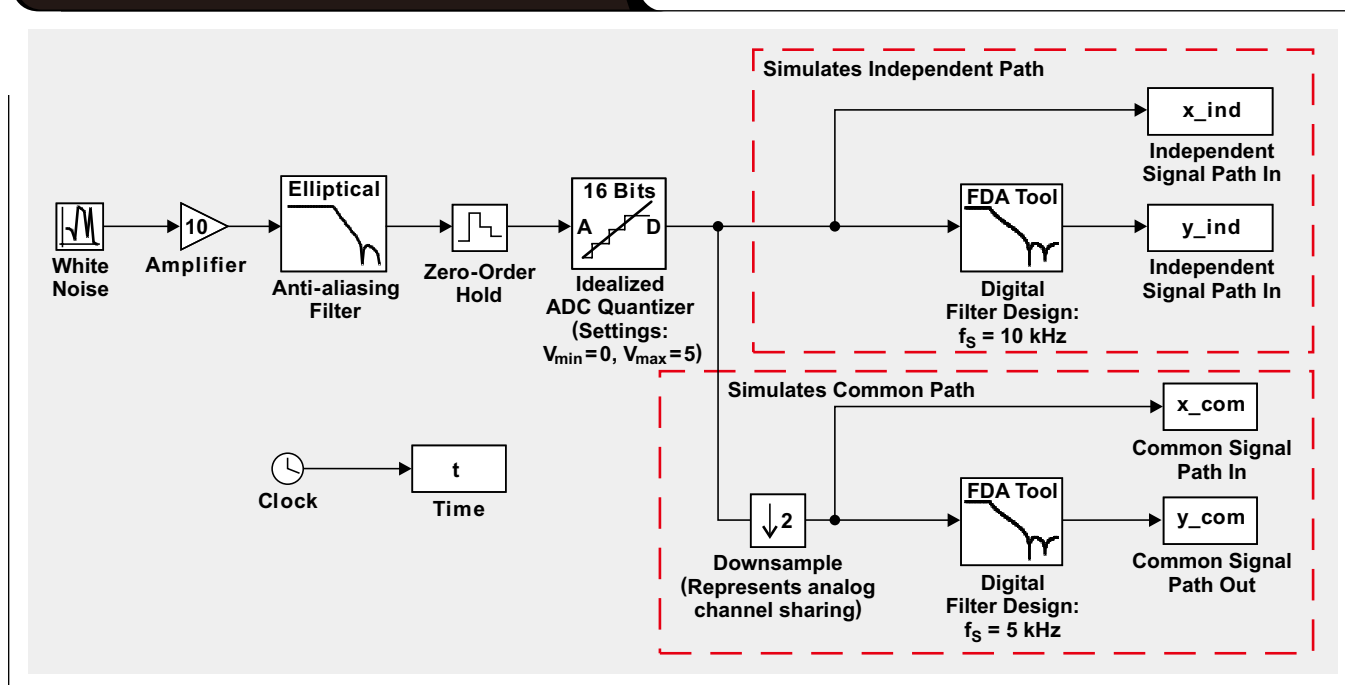 Simulates Independent Path
x_ind
Independent
Signal Path In
Elliptical
16 Bits
A D
FDA Tool
10
y_ind
White
Noise
Amplifier
Anti-aliasing
Filter
Zero-Order
Hold
Idealized
ADC Quantizer
(Settings:
Vmin=0, Vmax=5)
Digital
Filter Design:
fS = 10 kHz
Independent
Signal Path In
Simulates Common Path
x_com
Common Signal
Path In
t
Clock
Time
↓2
Downsample
(Represents analog
channel sharing)
FDA Tool
Digital
Filter Design:
fS = 5 kHz
y_com
Common Signal
Path Out